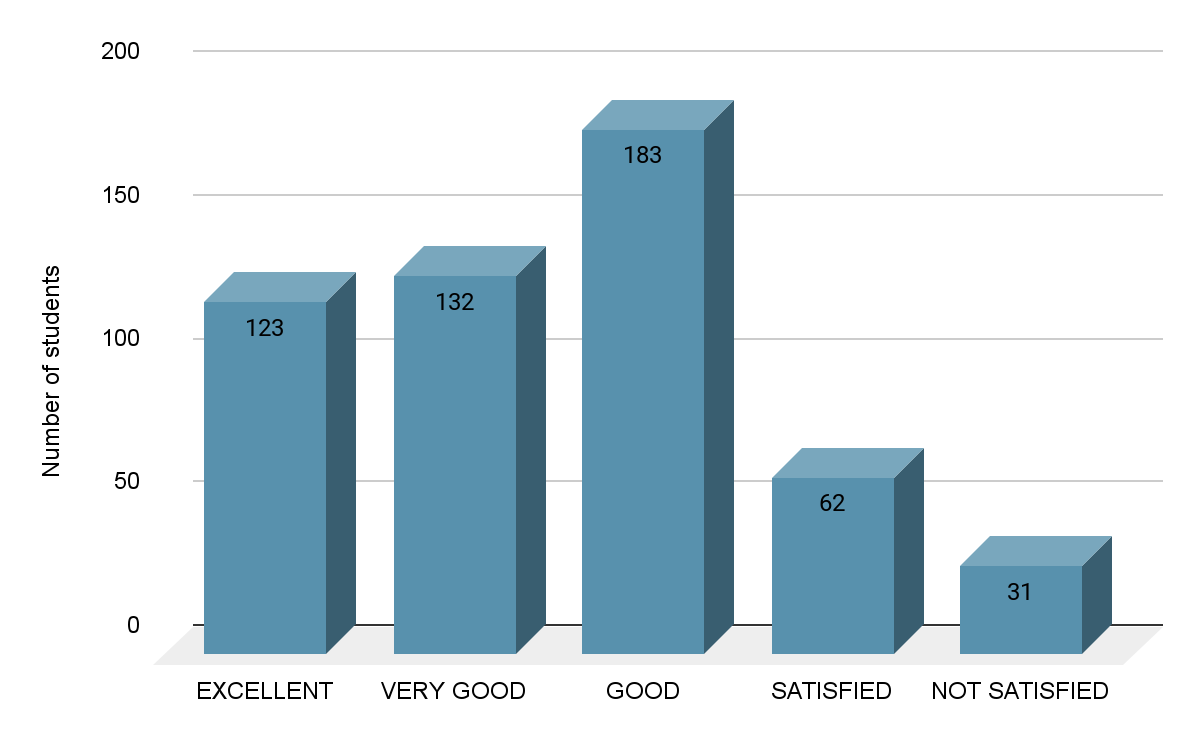 200
150
100
50
0
Number of students
123
132
183
62
31
EXCELLENT
VERY GOOD
GOOD
SATISFIED
NOT SATISFIED